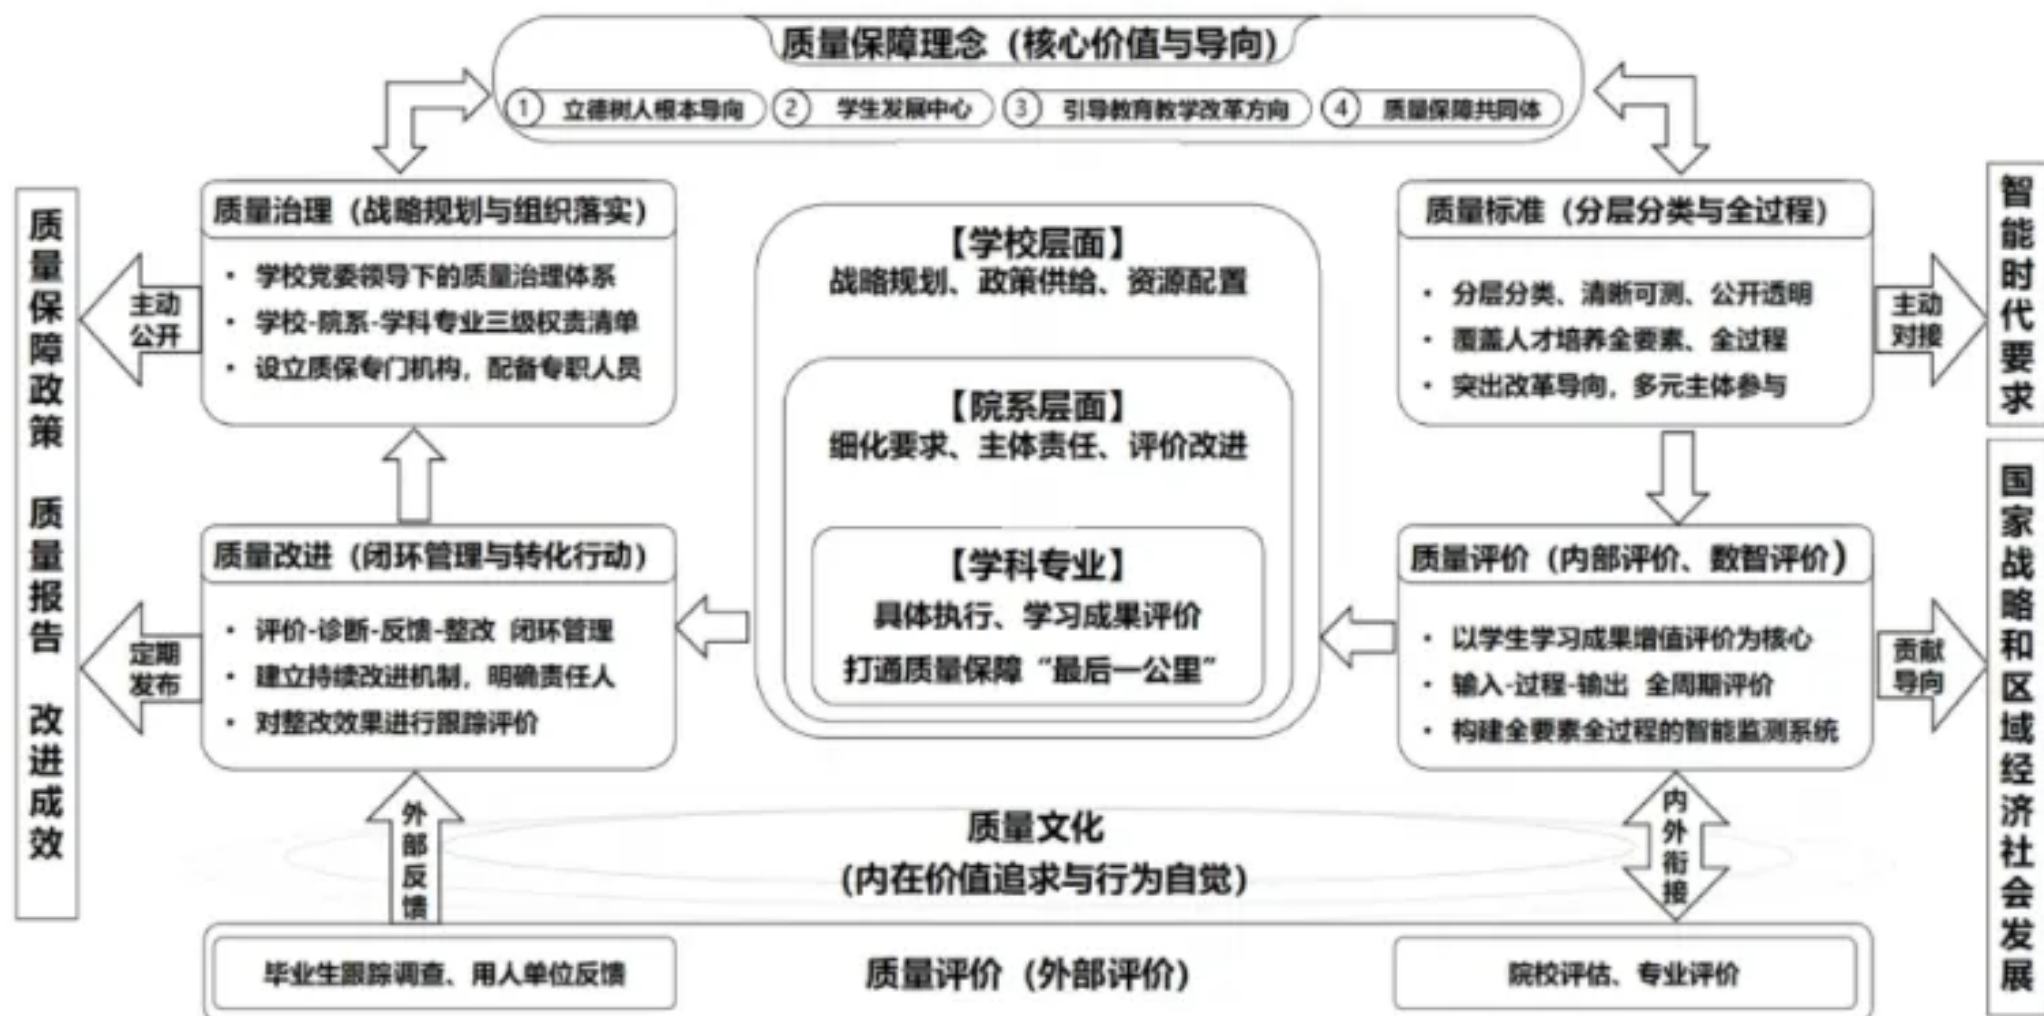 质量保障理念（核心价值与导向）
1 立德树人根本导向 2 学生发展中心 3 引导教育教学改革方向 4 质量保障共同体
质量保障政策 质量报告 改进成效
主动
公开
定期
发布
质量治理（战略规划与组织落实）
· 学校党委领导下的质量治理体系
· 学校-院系-学科专业三级权责清单
· 设立质保专门机构，配备专职人员
质量改进（闭环管理与转化行动）
· 评价-诊断-反馈-整改 闭环管理
· 建立持续改进机制，明确责任人
· 对整改效果进行跟踪评价
【学校层面】
战略规划、政策供给、资源配置
【院系层面】
细化要求、主体责任、评价改进
【学科专业】
具体执行、学习成果评价
打通质量保障“最后一公里”
质量标准（分层分类与全过程）
· 分层分类、清晰可测、公开透明
· 覆盖人才培养全要素、全过程
· 突出改革导向，多元主体参与
质量评价（内部评价、数智评价）
· 以学生学习成果增值评价为核心
· 输入-过程-输出 全周期评价
· 构建全要素全过程的智能监测系统
主动
对接
贡献
导向
智能时代要求
国家战略和区域经济社会发展
外部反馈
质量文化
（内在价值追求与行为自觉）
内外衔接
毕业生跟踪调查、用人单位反馈
质量评价（外部评价）
院校评估、专业评价